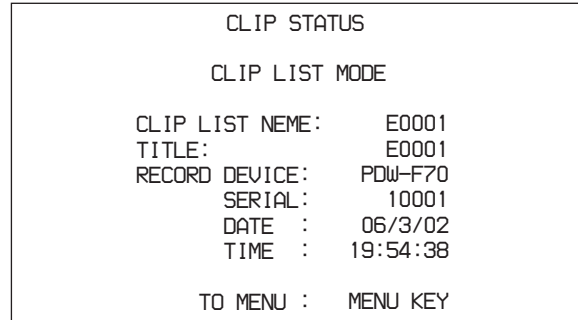 CLIP STATUS
CLIP LIST MODE
CLIP LIST NEME: E0001
TITLE: E0001
RECORD DEVICE: PDW-F70
SERIAL: 10001
DATE : 06/3/02
TIME : 19:54:38
TO MENU : MENU KEY